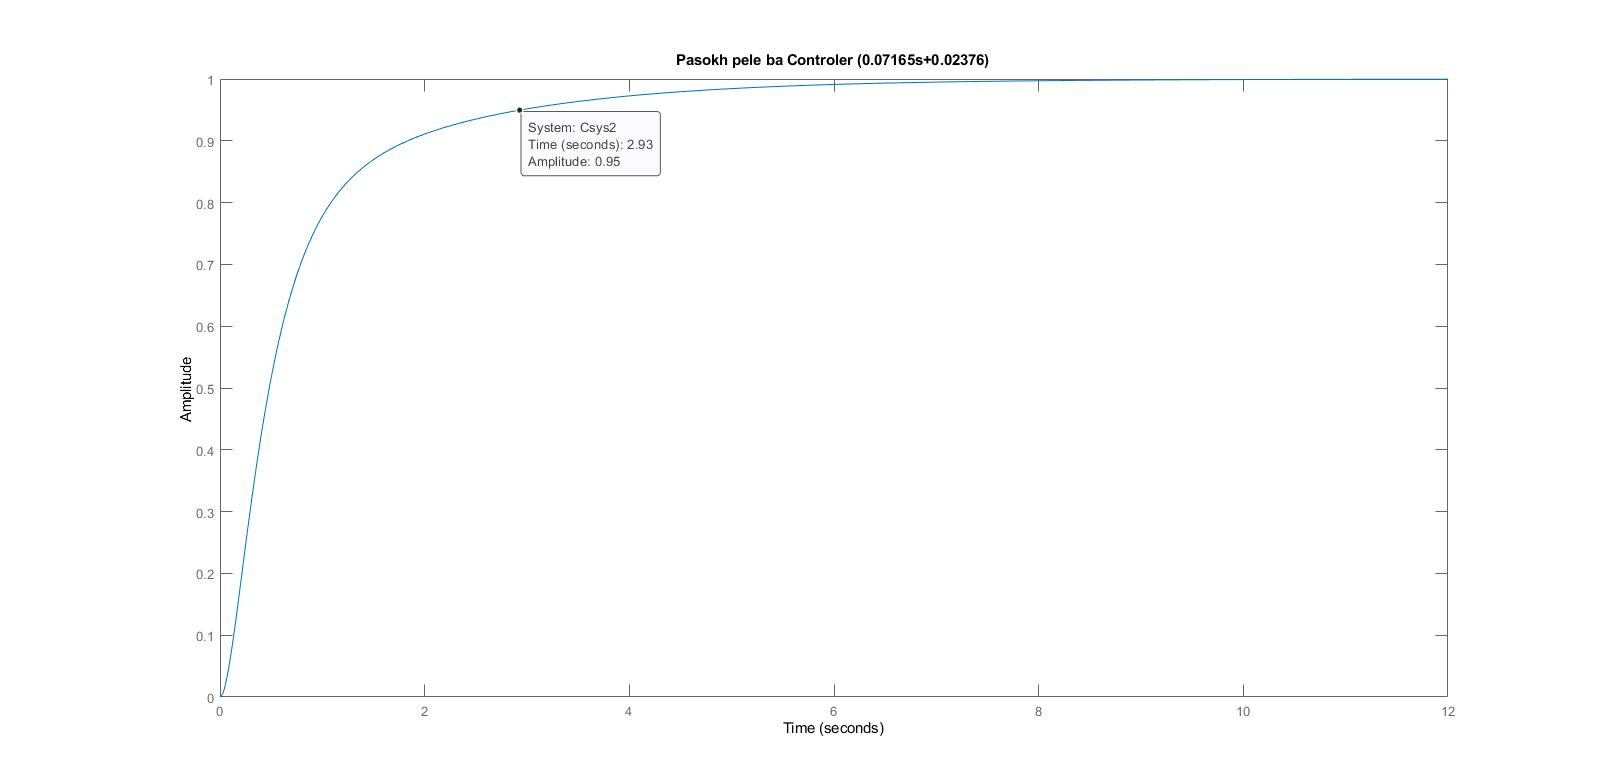 Pasokh pele ba Controler (0.07165s+0.02376)
1
0.9
0.8
0.7
0.6
0.5
0.4
0.3
0.2
0.1
0
Amplitude
System: Csys2
Time (seconds): 2.93
Amplitude: 0.95
0 2 4 6 8 10 12
Time (seconds)